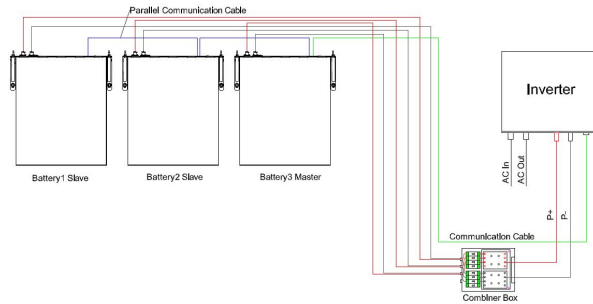 Parallel Communication Cable
Inverter
AC In
AC Out
P+
P-
Battery1 Slave
Battery2 Slave
Battery3 Master
Communication Cable
Combiner Box